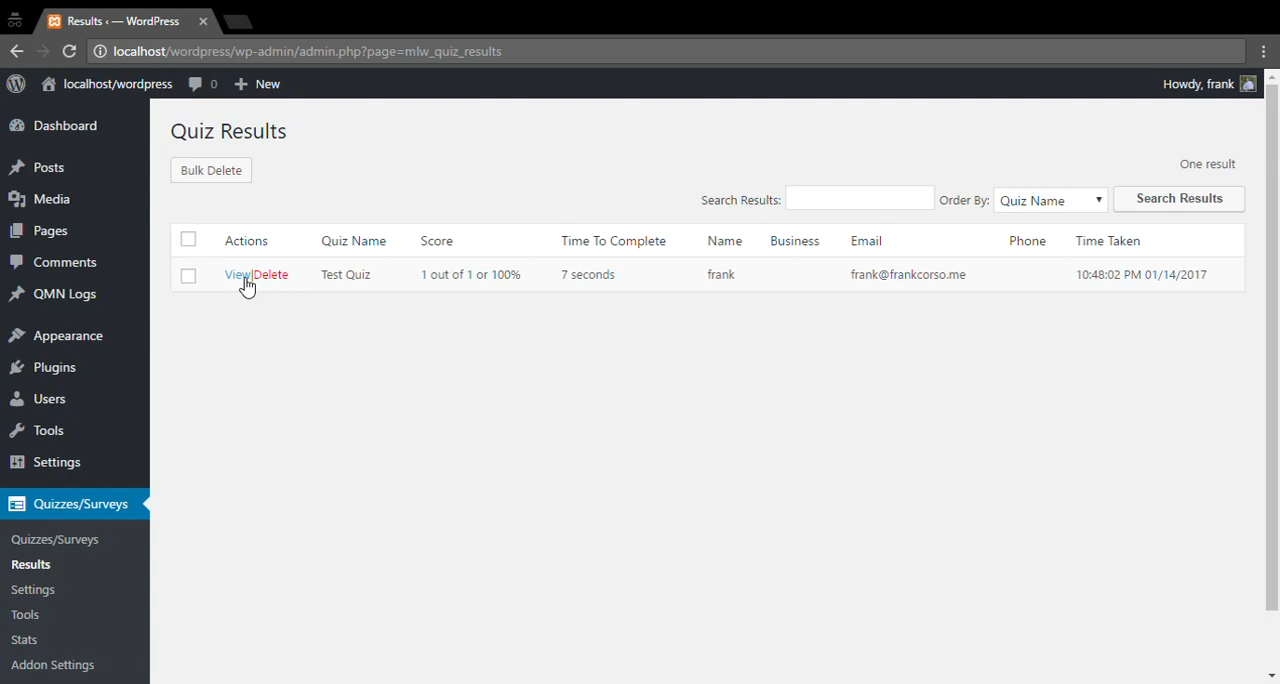 Results ‹ — WordPress
localhost/wordpress/wp-admin/admin.php?page=mlw_quiz_results
localhost/wordpress 0 New Howdy, frank
Dashboard
Posts
Media
Pages
Comments
QMN Logs
Appearance
Plugins
Users
Tools
Settings
Quizzes/Surveys
Quizzes/Surveys
Results
Settings
Tools
Stats
Addon Settings
Quiz Results
Bulk Delete
One result
Search Results: Order By: Quiz Name Search Results
Actions Quiz Name Score Time To Complete Name Business Email Phone Time Taken
View|Delete Test Quiz 1 out of 1 or 100% 7 seconds frank frank@frankcorso.me 10:48:02 PM 01/14/2017